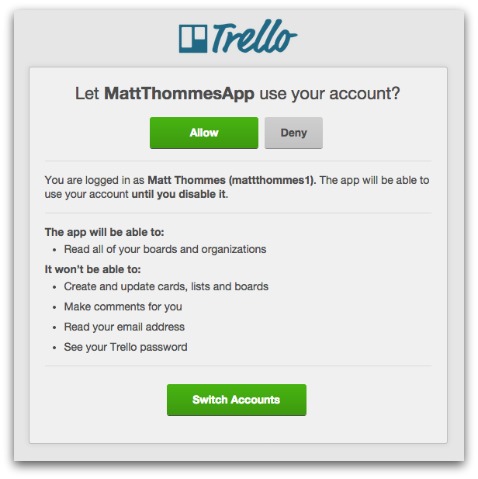 Trello
Let MattThommesApp use your account?
Allow
Deny
You are logged in as Matt Thommes (mattthommes1). The app will be able to
use your account until you disable it.
The app will be able to:
• Read all of your boards and organizations
It won't be able to:
• Create and update cards, lists and boards
• Make comments for you
• Read your email address
• See your Trello password
Switch Accounts